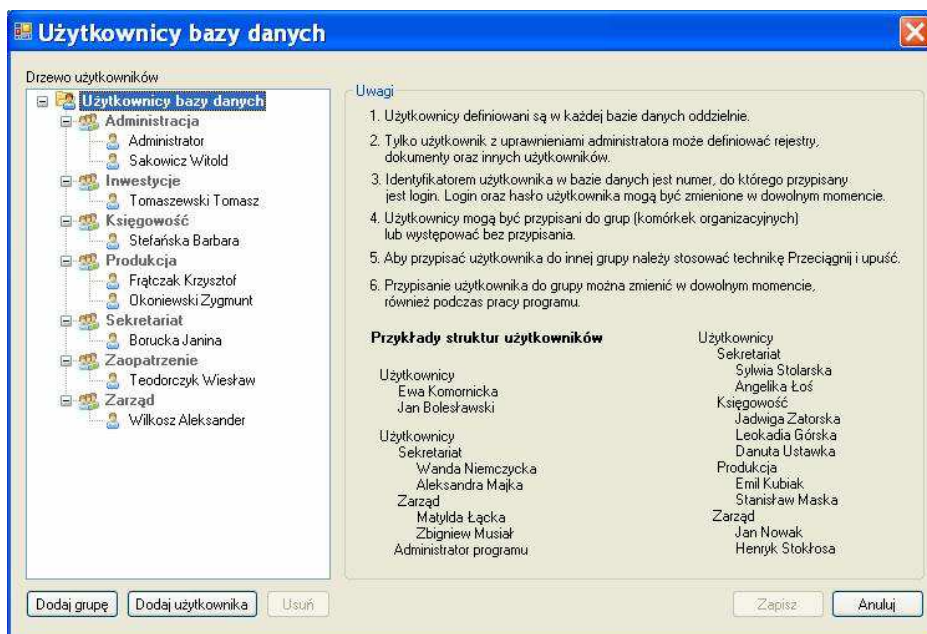 Użytkownicy bazy danych
Drzewo użytkowników
Użytkownicy bazy danych
Administracja
Administrator
Sakowicz Witold
Inwestycje
Tomaszewski Tomasz
Księgowość
Stefańska Barbara
Produkcja
Frątczak Krzysztof
Okoniewski Zygmunt
Sekretariat
Borucka Janina
Zaopatrzenie
Teodorczyk Wiesław
Zarząd
Wilkosz Aleksander
Uwagi
1. Użytkownicy definiowani są w każdej bazie danych oddzielnie.
2. Tylko użytkownik z uprawnieniami administratora może definiować rejestry,
dokumenty oraz innych użytkowników.
3. Identyfikatorem użytkownika w bazie danych jest numer, do którego przypisany
jest login. Login oraz hasło użytkownika mogą być zmienione w dowolnym momencie.
4. Użytkownicy mogą być przypisani do grup (komórkek organizacyjnych)
lub występować bez przypisania.
5. Aby przypisać użytkownika do innej grupy należy stosować technikę Przeciągnij i upuść.
6. Przypisanie użytkownika do grupy można zmienić w dowolnym momencie,
również podczas pracy programu.
Przykłady struktur użytkowników
Użytkownicy
Ewa Komornicka
Jan Bolesławski
Użytkownicy
Sekretariat
Wanda Niemczycka
Aleksandra Majka
Zarząd
Matylda Łącka
Zbigniew Musiał
Administrator programu
Użytkownicy
Sekretariat
Sylwia Stolarska
Angelika Łoś
Księgowość
Jadwiga Zatorska
Leokadia Górska
Danuta Ustawka
Produkcja
Emil Kubiak
Stanisław Maska
Zarząd
Jan Nowak
Henryk Stokłosa
Dodaj grupę
Dodaj użytkownika
Usuń
Zapisz
Anuluj